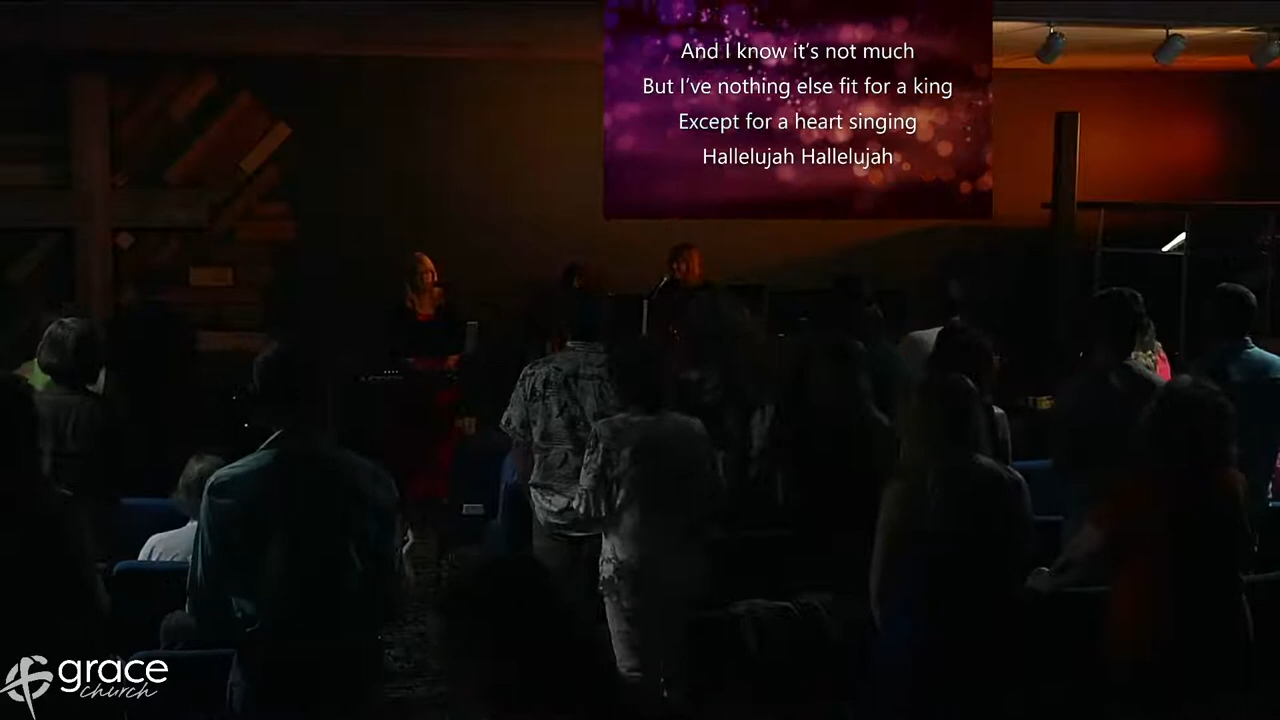 And I know it's not much
But I've nothing else fit for a king
Except for a heart singing
Hallelujah Hallelujah
grace
church